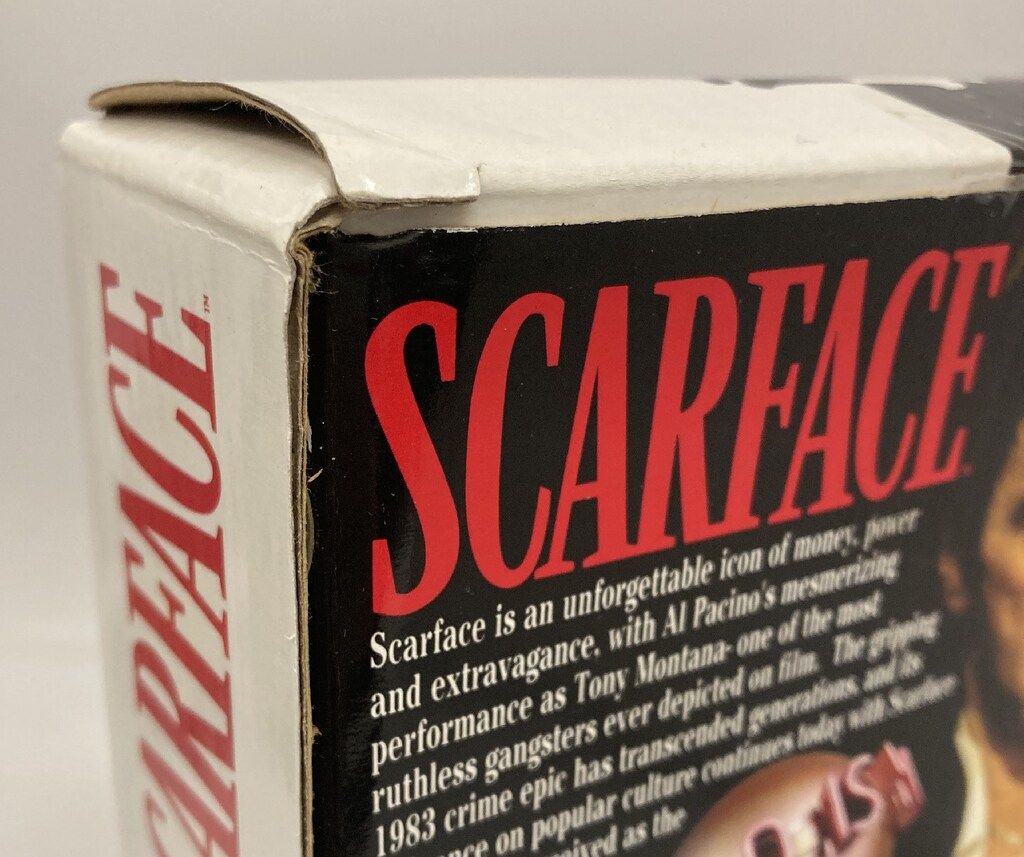 SCARFACE™
SCARFACE
Scarface is an unforgettable icon of money, power
and extravagance, with Al Pacino's mesmerizing
performance as Tony Montana- one of the most
ruthless gangsters ever depicted on film. The gripping
1983 crime epic has transcended generations, and its
on popular culture continues today with Scarface
as the